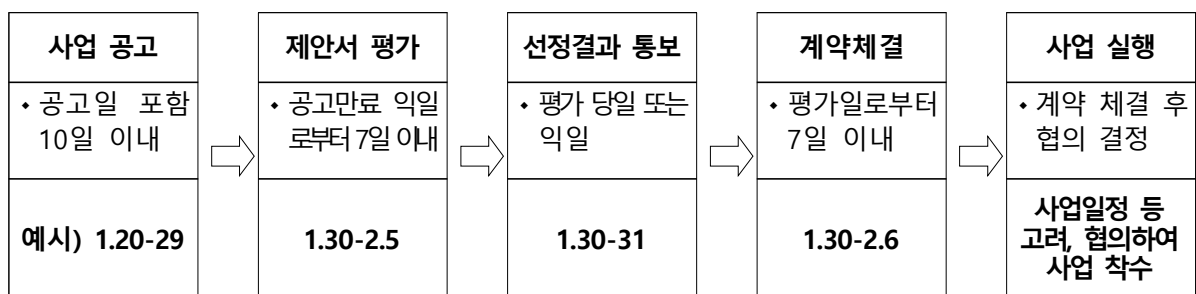 사업 공고
◆ 공고일 포함
10일 이내
예시) 1.20-29
제안서 평가
◆ 공고만료 익일
로부터 7일 이내
1.30-2.5
선정결과 통보
◆ 평가 당일 또는
익일
1.30-31
계약체결
◆ 평가일로부터
7일 이내
1.30-2.6
사업 실행
◆ 계약 체결 후
협의 결정
사업일정 등
고려, 협의하여
사업 착수